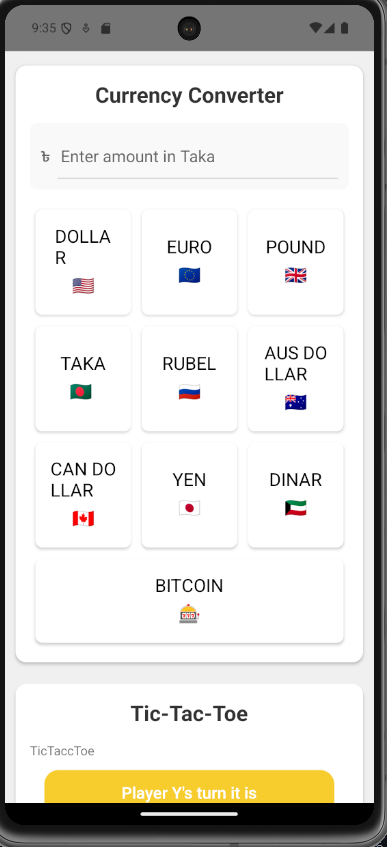 9:35
Currency Converter
৳ Enter amount in Taka
DOLLA
R
EURO
POUND
TAKA
RUBEL
AUS DO
LLAR
CAN DO
LLAR
YEN
DINAR
BITCOIN
Tic-Tac-Toe
TicTaccToe
Player Y's turn it is